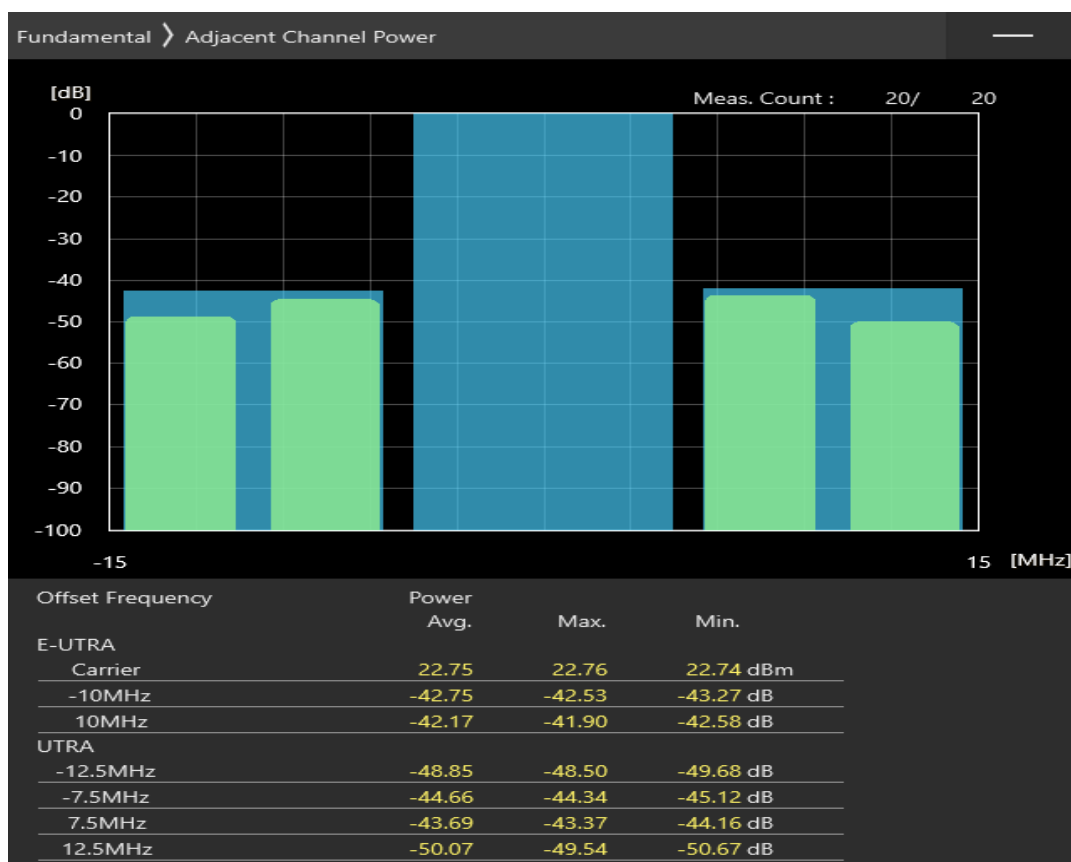 Fundamental ❯ Adjacent Channel Power
[dB]
Meas. Count : 20/ 20
0
-10
-20
-30
-40
-50
-60
-70
-80
-90
-100
-15 15 [MHz]
Offset Frequency Power
Avg. Max. Min.
E-UTRA
Carrier 22.75 22.76 22.74 dBm
-10MHz -42.75 -42.53 -43.27 dB
10MHz -42.17 -41.90 -42.58 dB
UTRA
-12.5MHz -48.85 -48.50 -49.68 dB
-7.5MHz -44.66 -44.34 -45.12 dB
7.5MHz -43.69 -43.37 -44.16 dB
12.5MHz -50.07 -49.54 -50.67 dB